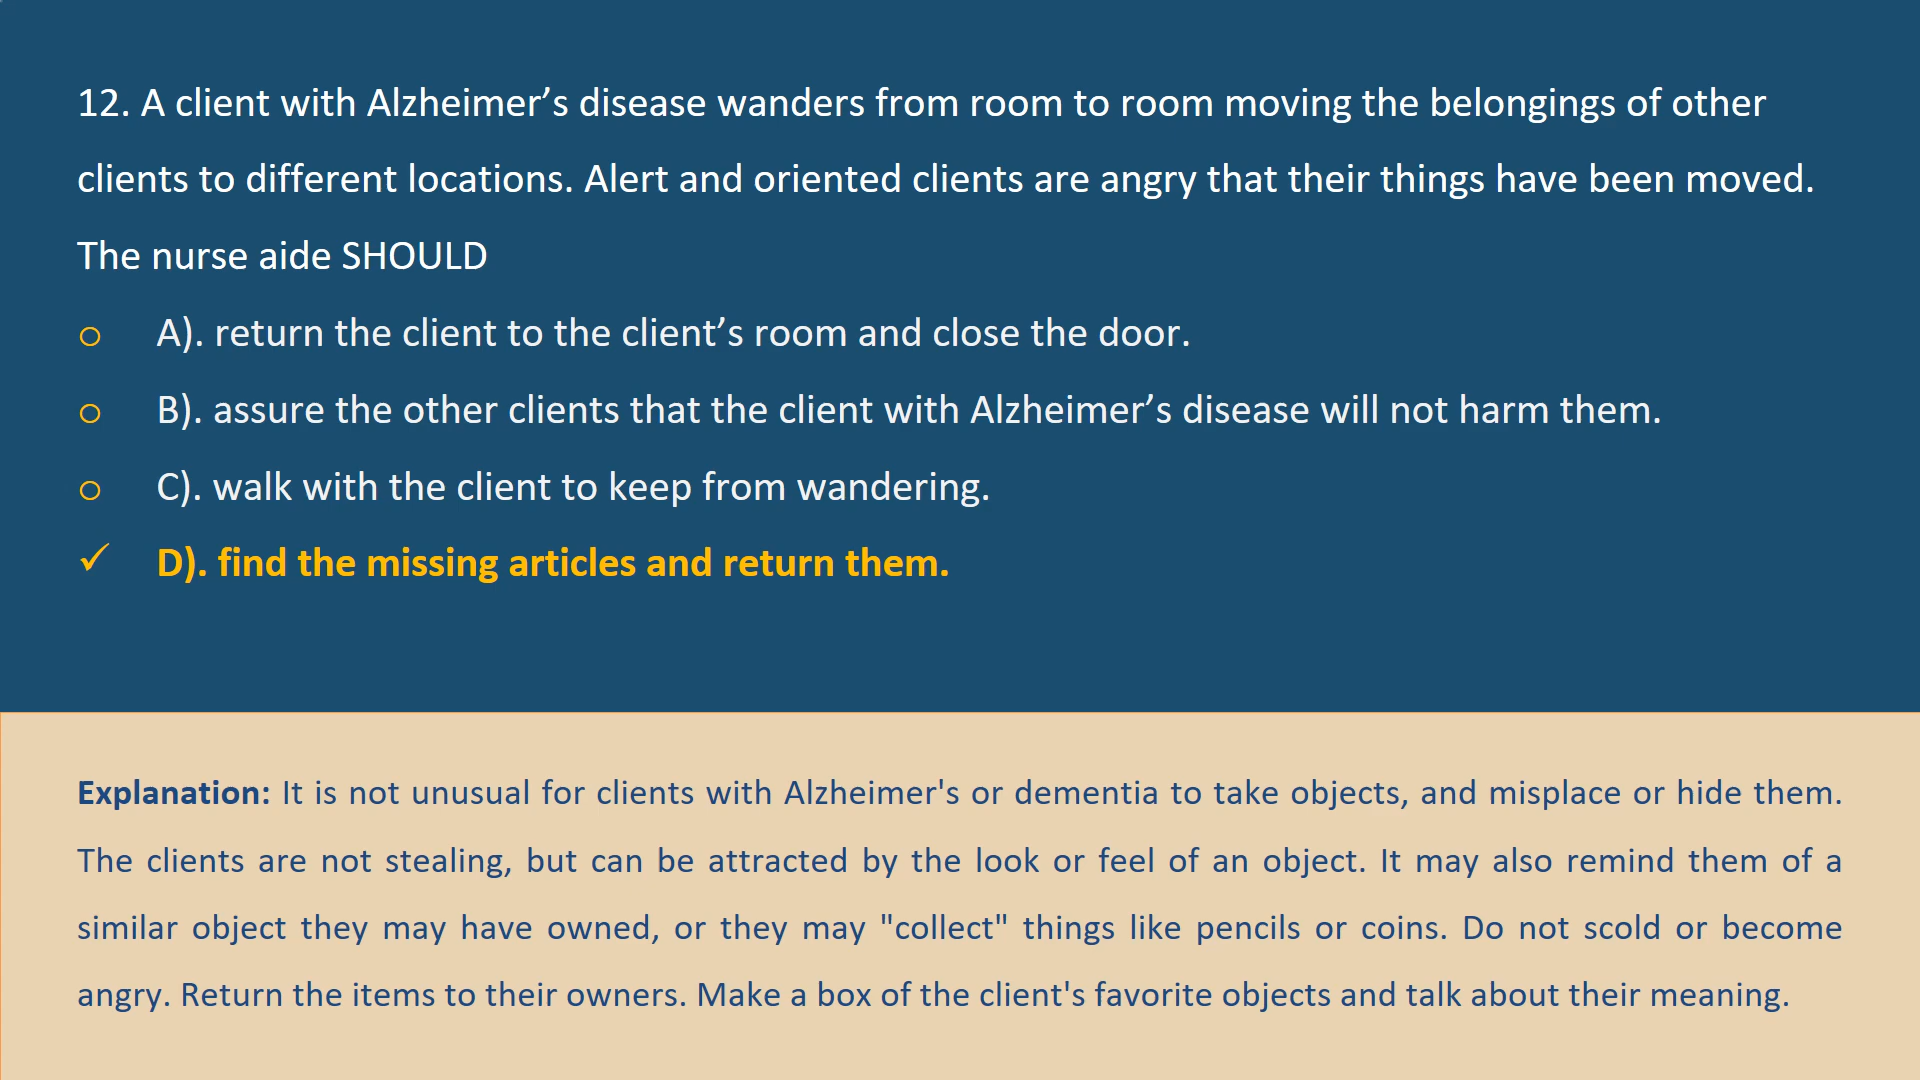 12. A client with Alzheimer’s disease wanders from room to room moving the belongings of other
clients to different locations. Alert and oriented clients are angry that their things have been moved.
The nurse aide SHOULD
A). return the client to the client’s room and close the door.
B). assure the other clients that the client with Alzheimer’s disease will not harm them.
C). walk with the client to keep from wandering.
D). find the missing articles and return them.
Explanation: It is not unusual for clients with Alzheimer's or dementia to take objects, and misplace or hide them.
The clients are not stealing, but can be attracted by the look or feel of an object. It may also remind them of a
similar object they may have owned, or they may "collect" things like pencils or coins. Do not scold or become
angry. Return the items to their owners. Make a box of the client's favorite objects and talk about their meaning.